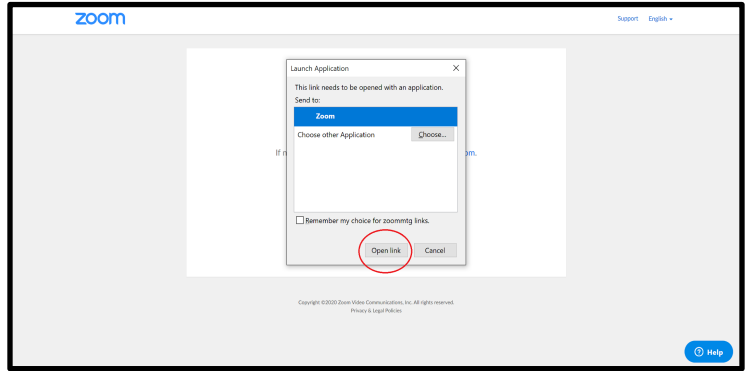 zoom
Support English
Launch Application
This link needs to be opened with an application.
Send to:
Zoom
Choose other Application Choose...
If n om.
Remember my choice for zoommtg links.
Open link Cancel
Copyright ©2020 Zoom Video Communications, Inc. All rights reserved.
Privacy & Legal Policies
Help